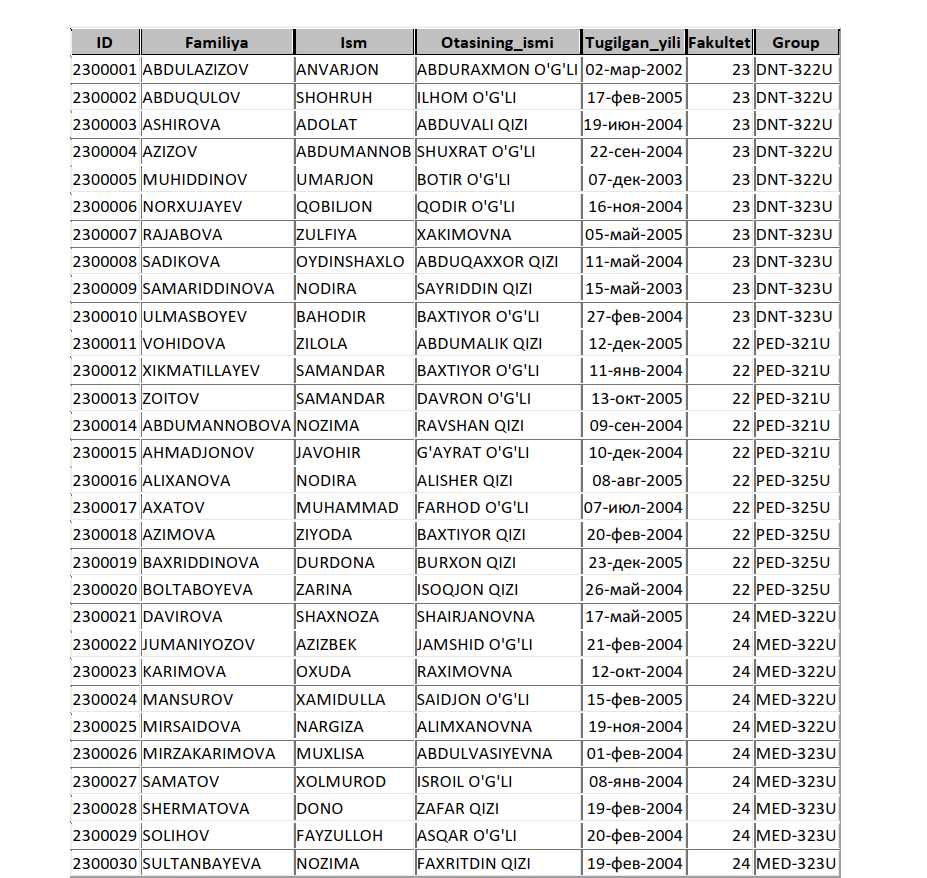 ID Familiya Ism Otasining_ismi Tugilgan_yili Fakultet Group
2300001 ABDULAZIZOV ANVARJON ABDURAXMON O'G'LI 02-мар-2002 23 DNT-322U
2300002 ABDUQULOV SHOHRUH ILHOM O'G'LI 17-фев-2005 23 DNT-322U
2300003 ASHIROVA ADOLAT ABDUVALI QIZI 19-июн-2004 23 DNT-322U
2300004 AZIZOV ABDUMANNOB SHUXRAT O'G'LI 22-сен-2004 23 DNT-322U
2300005 MUHIDDINOV UMARJON BOTIR O'G'LI 07-дек-2003 23 DNT-322U
2300006 NORXUJAYEV QOBILJON QODIR O'G'LI 16-ноя-2004 23 DNT-323U
2300007 RAJABOVA ZULFIYA XAKIMOVNA 05-май-2005 23 DNT-323U
2300008 SADIKOVA OYDINSHAXLO ABDUQAXXOR QIZI 11-май-2004 23 DNT-323U
2300009 SAMARIDDINOVA NODIRA SAYRIDDIN QIZI 15-май-2003 23 DNT-323U
2300010 ULMASBOYEV BAHODIR BAXTIYOR O'G'LI 27-фев-2004 23 DNT-323U
2300011 VOHIDOVA ZILOLA ABDUMALIK QIZI 12-дек-2005 22 PED-321U
2300012 XIKMATILLAYEV SAMANDAR BAXTIYOR O'G'LI 11-янв-2004 22 PED-321U
2300013 ZOITOV SAMANDAR DAVRON O'G'LI 13-окт-2005 22 PED-321U
2300014 ABDUMANNOBOVA NOZIMA RAVSHAN QIZI 09-сен-2004 22 PED-321U
2300015 AHMADJONOV JAVOHIR G'AYRAT O'G'LI 10-дек-2004 22 PED-321U
2300016 ALIXANOVA NODIRA ALISHER QIZI 08-авг-2005 22 PED-325U
2300017 AXATOV MUHAMMAD FARHOD O'G'LI 07-июл-2004 22 PED-325U
2300018 AZIMOVA ZIYODA BAXTIYOR QIZI 20-фев-2004 22 PED-325U
2300019 BAXRIDDINOVA DURDONA BURXON QIZI 23-дек-2005 22 PED-325U
2300020 BOLTABOYEVA ZARINA ISOQJON QIZI 26-май-2004 22 PED-325U
2300021 DAVIROVA SHAXNOZA SHAIRJANOVNA 17-май-2005 24 MED-322U
2300022 JUMANIYOZOV AZIZBEK JAMSHID O'G'LI 21-фев-2004 24 MED-322U
2300023 KARIMOVA OXUDA RAXIMOVNA 12-окт-2004 24 MED-322U
2300024 MANSUROV XAMIDULLA SAIDJON O'G'LI 15-фев-2005 24 MED-322U
2300025 MIRSAIDOVA NARGIZA ALIMXANOVNA 19-ноя-2004 24 MED-322U
2300026 MIRZAKARIMOVA MUXLISA ABDULVASIYEVNA 01-фев-2004 24 MED-323U
2300027 SAMATOV XOLMUROD ISROIL O'G'LI 08-янв-2004 24 MED-323U
2300028 SHERMATOVA DONO ZAFAR QIZI 19-фев-2004 24 MED-323U
2300029 SOLIHOV FAYZULLOH ASQAR O'G'LI 20-фев-2004 24 MED-323U
2300030 SULTANBAYEVA NOZIMA FAXRITDIN QIZI 19-фев-2004 24 MED-323U